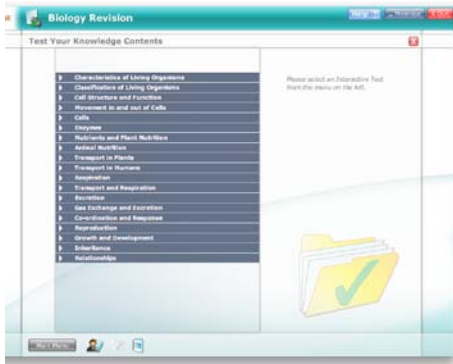 Biology Revision
Help
Test Your Knowledge Contents
Characteristics of Living Organisms
Classification of Living Organisms
Cell Structure and Function
Movement in and out of Cells
Cells
Enzymes
Nutrients and Plant Nutrition
Animal Nutrition
Transport in Plants
Transport in Humans
Respiration
Transport and Respiration
Excretion
Gas Exchange and Excretion
Co-ordination and Response
Reproduction
Growth and Development
Inheritance
Relationships
Please select an Interactive Test
from the menu on the left.
Main Menu